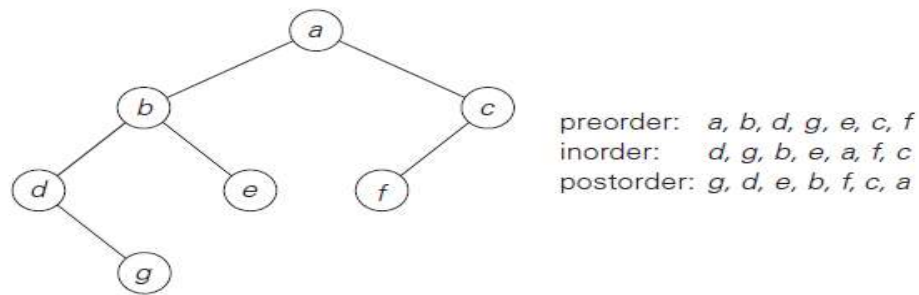 a
b
c
d
e
f
g
preorder: a, b, d, g, e, c, f
inorder: d, g, b, e, a, f, c
postorder: g, d, e, b, f, c, a